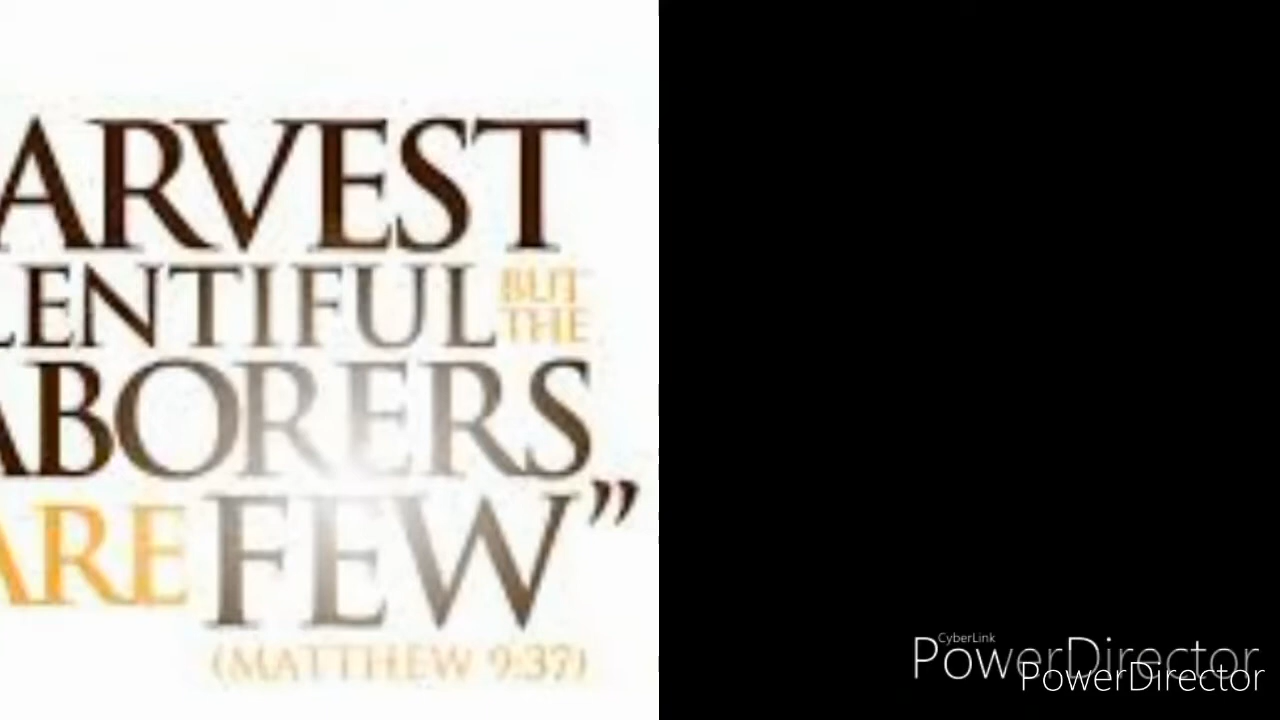 ARVEST
LENTIFUL BUT THE
ABORERS
ARE FEW”
(MATTHEW 9:37)
CyberLink
PowerDirector
PowerDirector